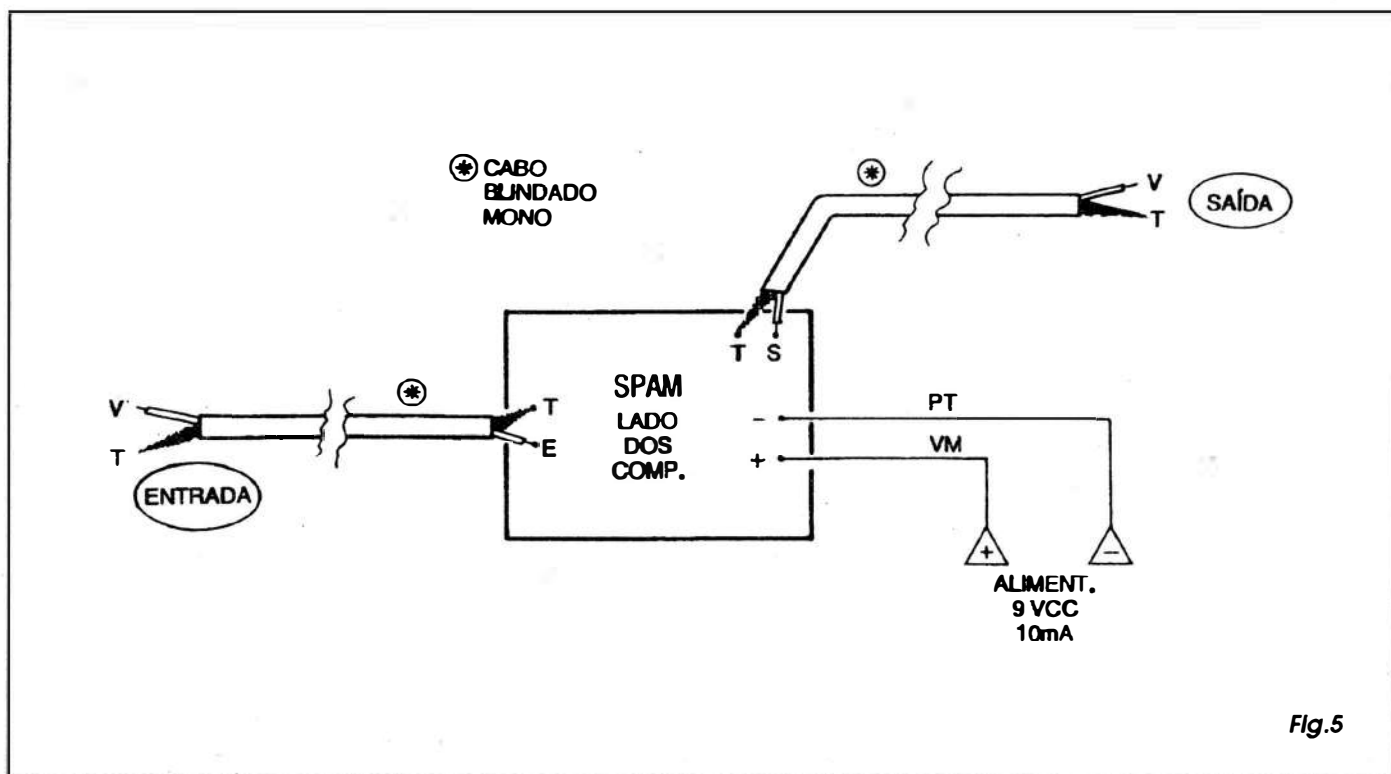 ✱ CABO
BLINDADO
MONO
✱
V
T
SAÍDA
T S
SPAM
LADO
DOS
COMP.
✱
V
T
ENTRADA
T
E
-
+
PT
VM
+
-
ALIMENT.
9 VCC
10mA
Fig.5